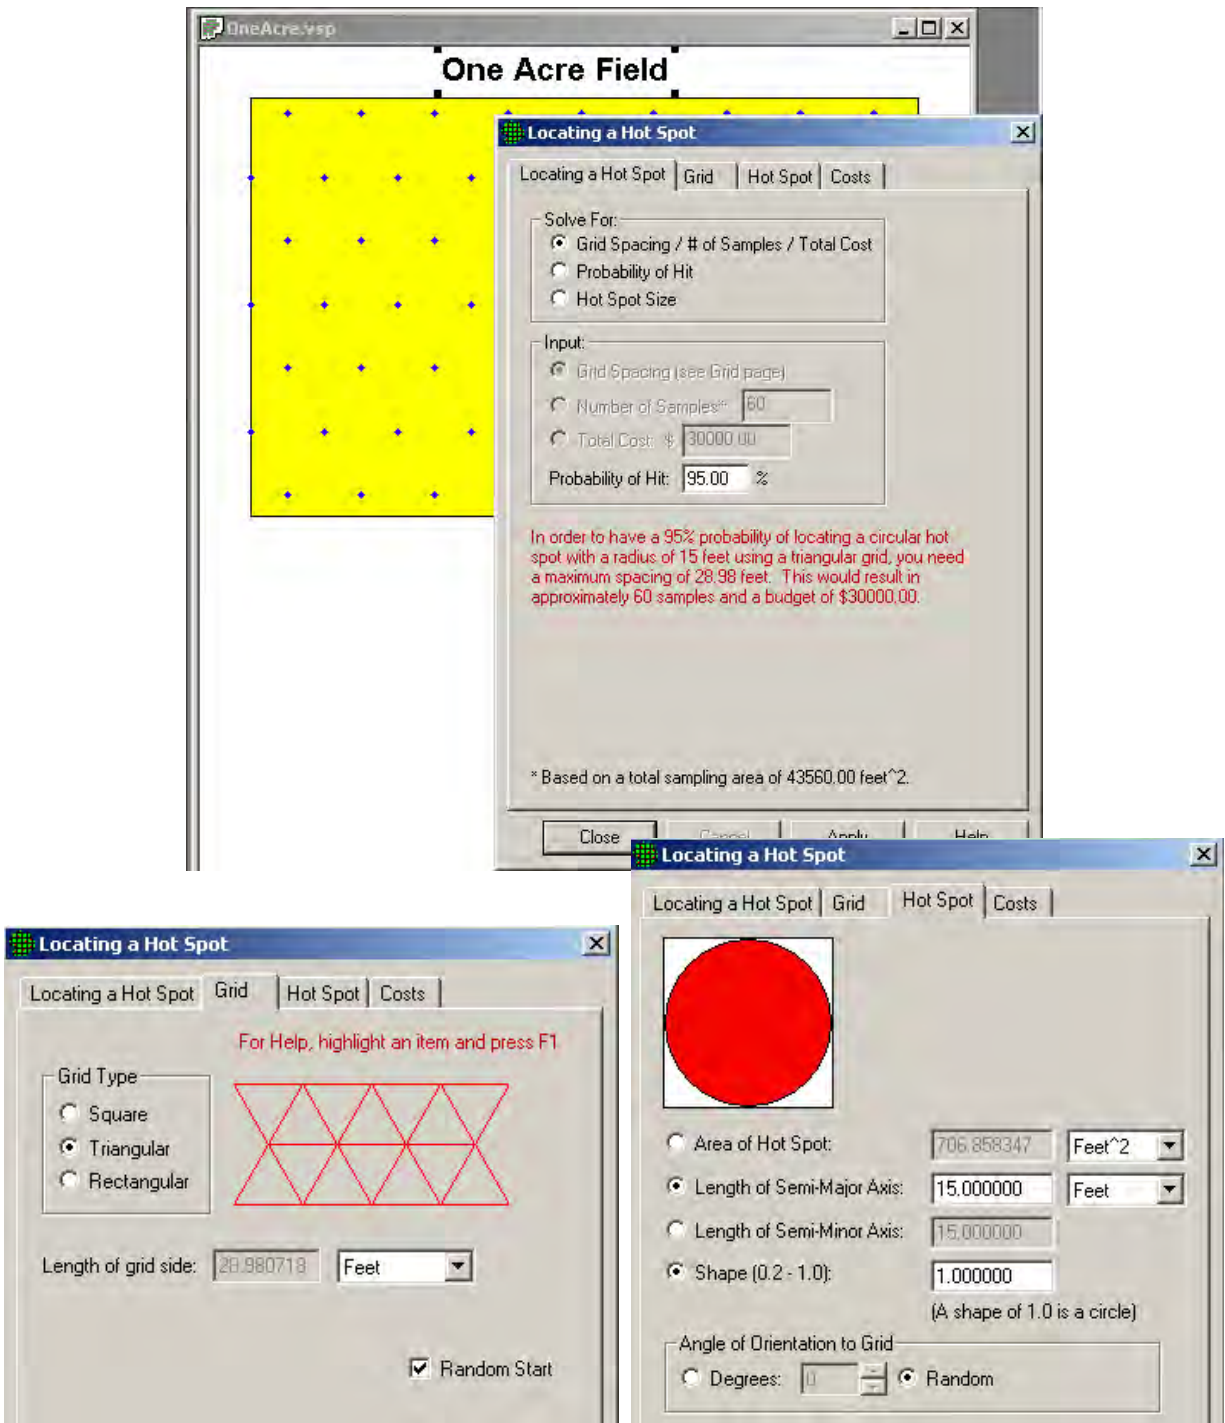 OneAcre.vsp
One Acre Field
Locating a Hot Spot
Locating a Hot Spot Grid Hot Spot Costs
Solve For:
Grid Spacing / # of Samples / Total Cost
Probability of Hit
Hot Spot Size
Input:
Grid Spacing (see Grid page)
Number of Samples* 60
Total Cost: $ 30000.00
Probability of Hit: 95.00 %
In order to have a 95% probability of locating a circular hot
spot with a radius of 15 feet using a triangular grid, you need
a maximum spacing of 28.98 feet. This would result in
approximately 60 samples and a budget of $30000.00.
* Based on a total sampling area of 43560.00 feet^2.
Close Cancel Apply Help
Locating a Hot Spot
Locating a Hot Spot Grid Hot Spot Costs
For Help, highlight an item and press F1
Grid Type
Square
Triangular
Rectangular
Length of grid side: 28.980718 Feet
Random Start
Locating a Hot Spot
Locating a Hot Spot Grid Hot Spot Costs
Area of Hot Spot: 706.858347 Feet^2
Length of Semi-Major Axis: 15.000000 Feet
Length of Semi-Minor Axis: 15.000000
Shape (0.2 - 1.0): 1.000000
(A shape of 1.0 is a circle)
Angle of Orientation to Grid
Degrees: 0 Random